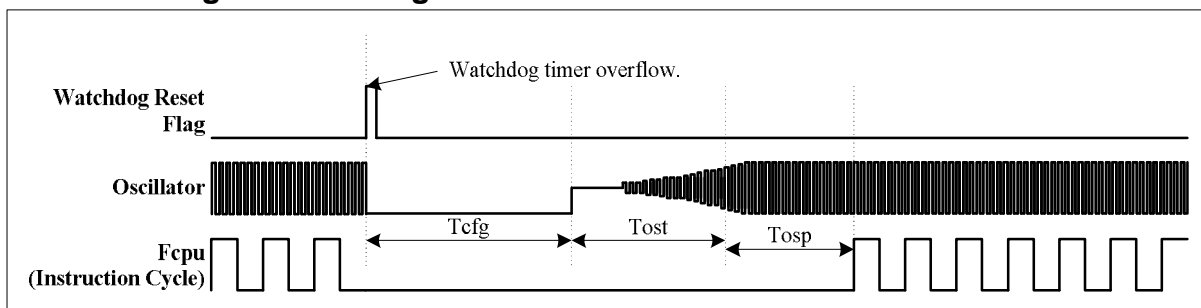 Watchdog timer overflow.
Watchdog Reset
Flag
Oscillator
Tcfg
Tost
Tosp
Fcpu
(Instruction Cycle)